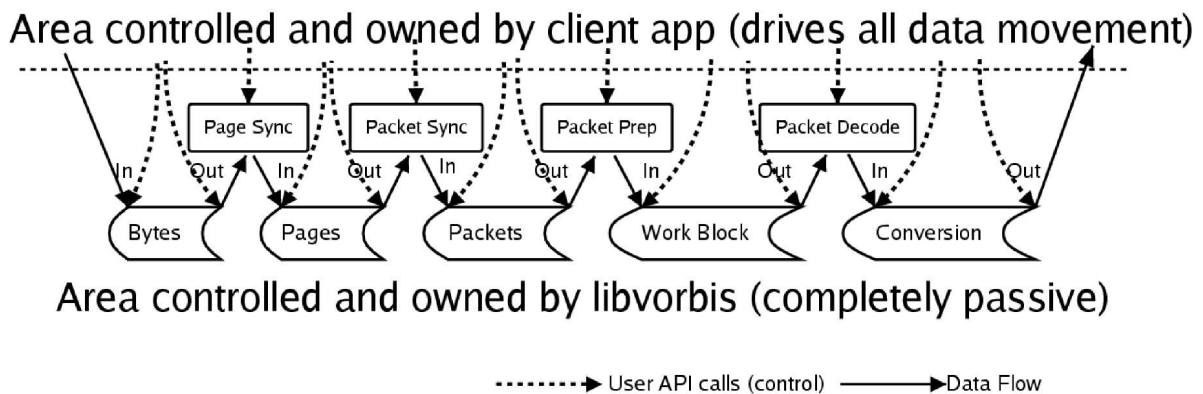 Area controlled and owned by client app (drives all data movement)
Page Sync
Packet Sync
Packet Prep
Packet Decode
In
Out
In
Out
In
Out
In
Out
In
Out
Bytes
Pages
Packets
Work Block
Conversion
Area controlled and owned by libvorbis (completely passive)
User API calls (control)
Data Flow